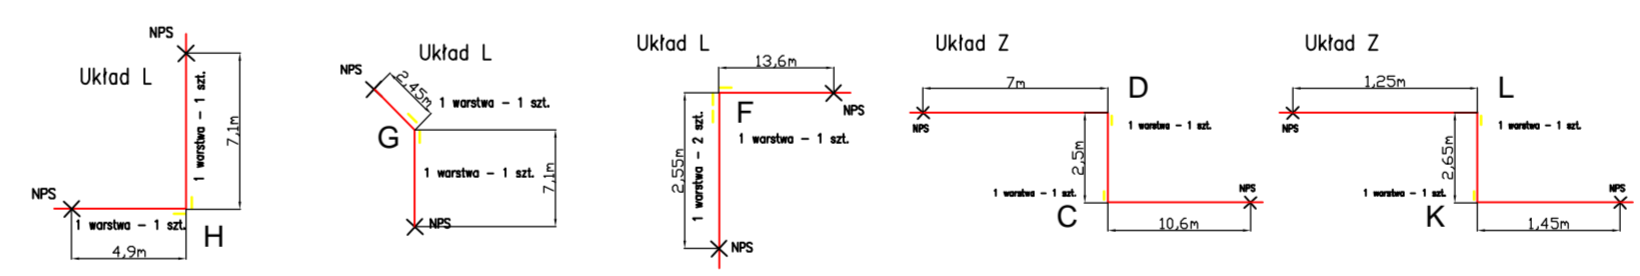 NPS
Układ L
1 warstwa - 1 szt.
7,1m
NPS
1 warstwa - 1 szt.
H
4,9m
Układ L
NPS
2,45m
1 warstwa - 1 szt.
G
1 warstwa - 1 szt.
7,1m
NPS
Układ L
13,6m
F
NPS
1 warstwa - 1 szt.
1 warstwa - 2 szt.
2,55m
NPS
Układ Z
7m
D
NPS
1 warstwa - 1 szt.
2,5m
1 warstwa - 1 szt.
NPS
C
10,6m
Układ Z
1,25m
L
NPS
1 warstwa - 1 szt.
2,65m
1 warstwa - 1 szt.
NPS
K
1,45m